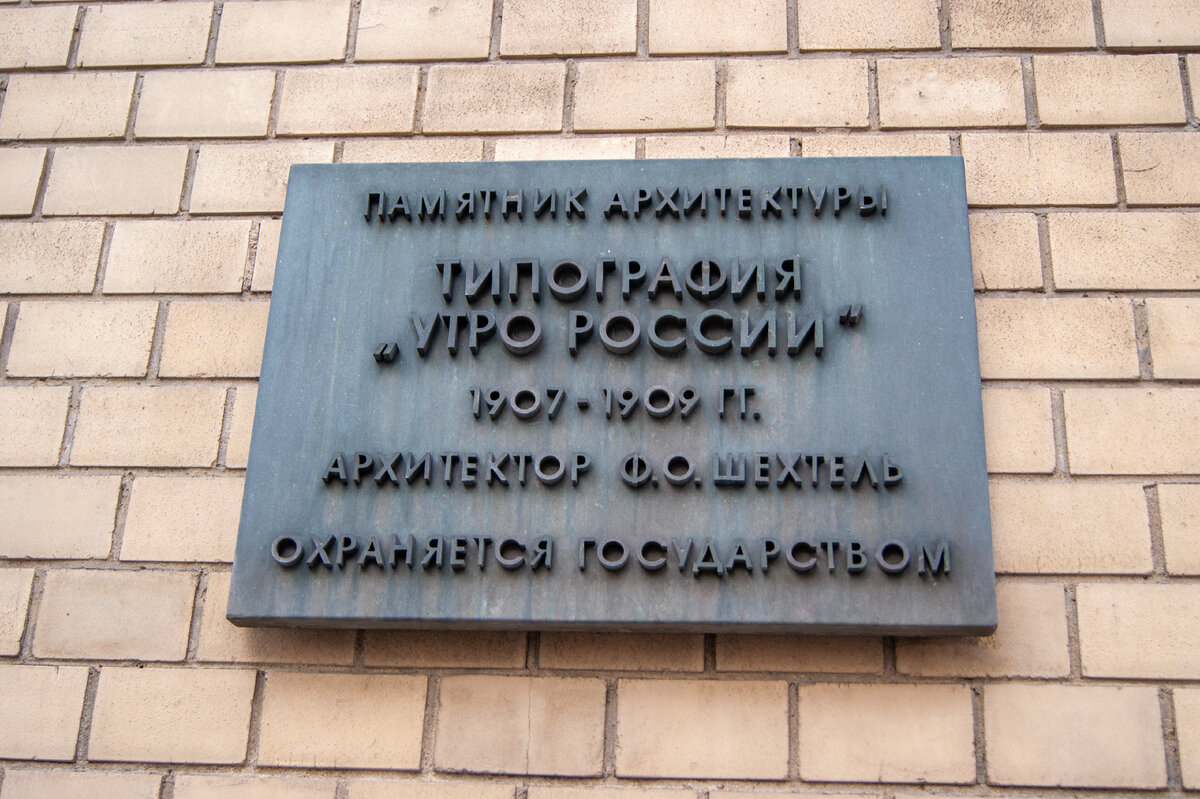 ПАМЯТНИК АРХИТЕКТУРЫ
ТИПОГРАФИЯ
„УТРО РОССИИ“
1907-1909 ГГ.
АРХИТЕКТОР Ф.О.ШЕХТЕЛЬ
ОХРАНЯЕТСЯ ГОСУДАРСТВОМ